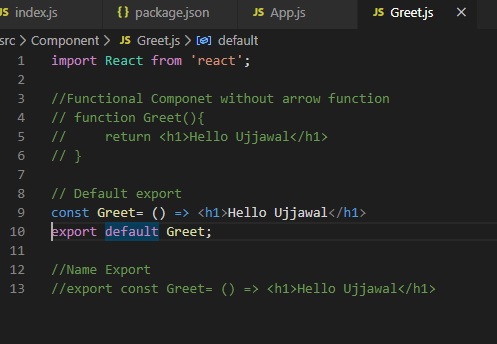 JS index.js {} package.json JS App.js JS Greet.js ×
src > Component > JS Greet.js > default
1 import React from 'react';
2
3 //Functional Componet without arrow function
4 // function Greet(){
5 //     return <h1>Hello Ujjawal</h1>
6 // }
7
8 // Default export
9 const Greet= () => <h1>Hello Ujjawal</h1>
10 export default Greet;
11
12 //Name Export
13 //export const Greet= () => <h1>Hello Ujjawal</h1>